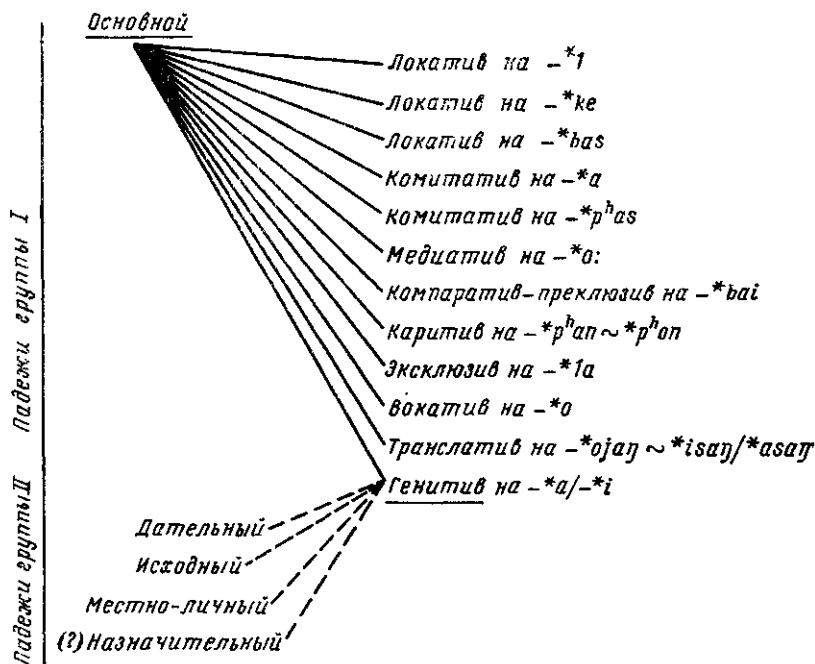 Основной
Локатив на -*1
Локатив на -*ke
Локатив на -*bas
Комитатив на -*a
Комитатив на -*pʰas
Медиатив на -*o:
Компаратив-преклюзив на -*bai
Каритив на -*pʰan ~ *pʰon
Эксклюзив на -*1a
Вокатив на -*o
Транслатив на -*ojaŋ ~ *isaŋ/*asaŋ
Генитив на -*a/-*i
Дательный
Исходный
Местно-личный
(?) Назначительный
Падежи группы I
Падежи группы II